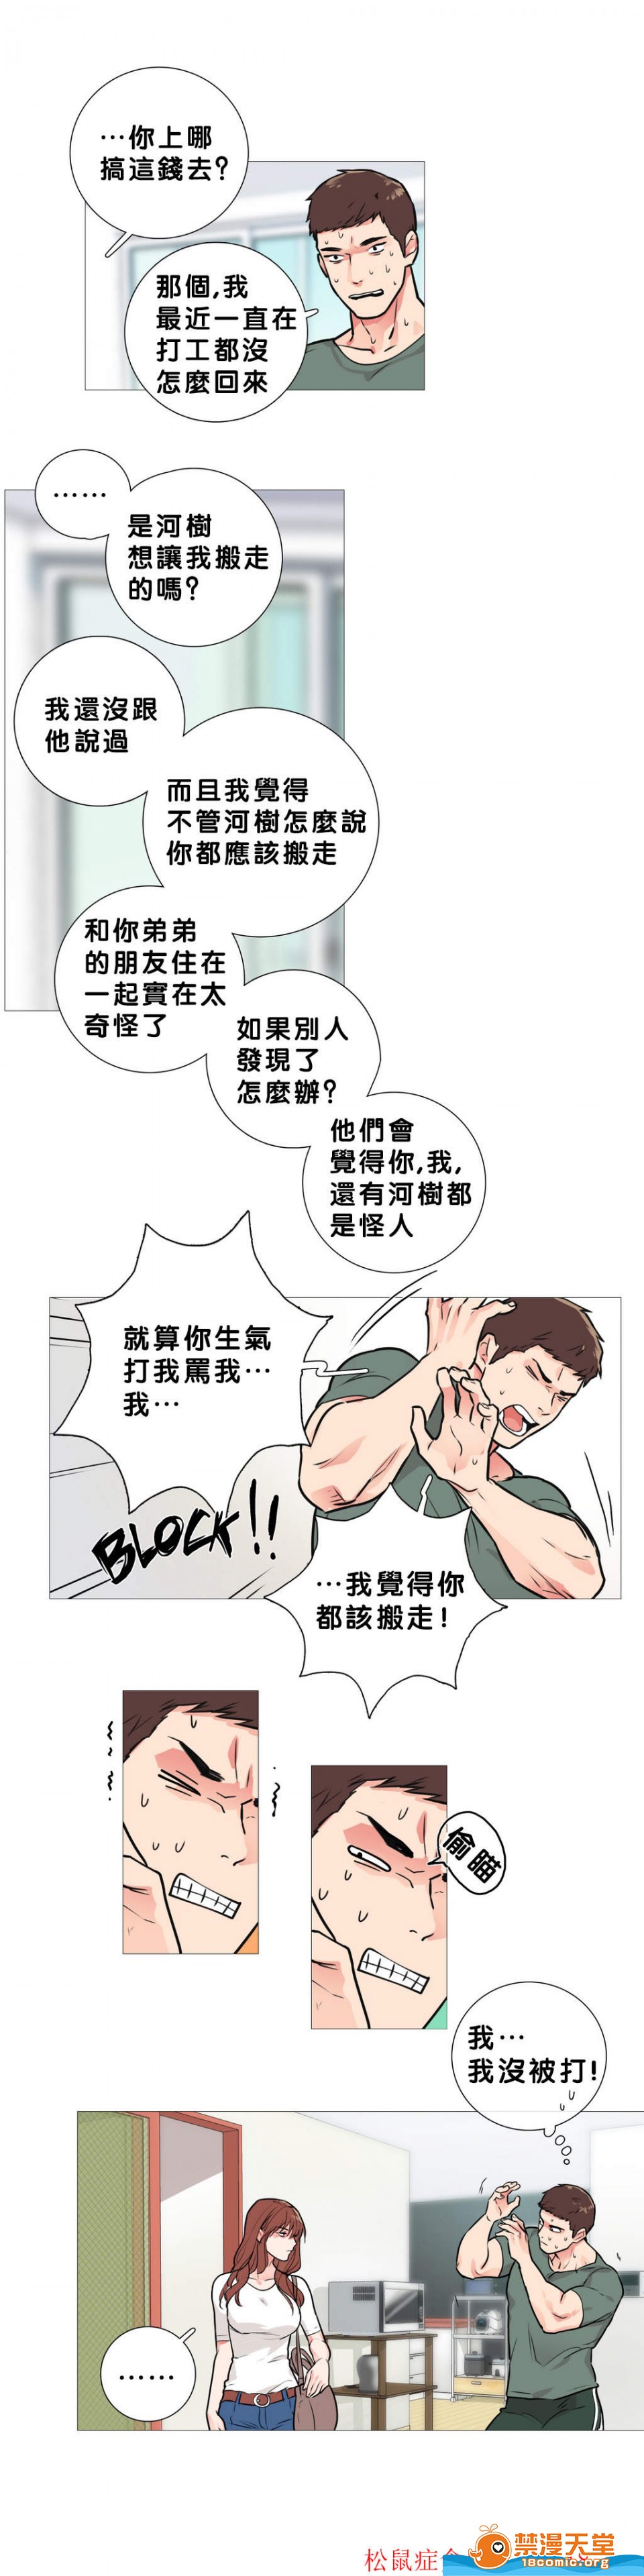 …你上哪
搞這錢去?
那個,我
最近一直在
打工都沒
怎麼回來
……
是河樹
想讓我搬走
的嗎?
我還沒跟
他說過
而且我覺得
不管河樹怎麼說
你都應該搬走
和你弟弟
的朋友住在
一起實在太
奇怪了
如果別人
發現了
怎麼辦?
他們會
覺得你,我,
還有河樹都
是怪人
就算你生氣
打我罵我…
我…
BLOCK!!
…我覺得你
都該搬走!
偷瞄
我…
我沒被打!
……
松鼠症
禁漫天堂
18comic.org